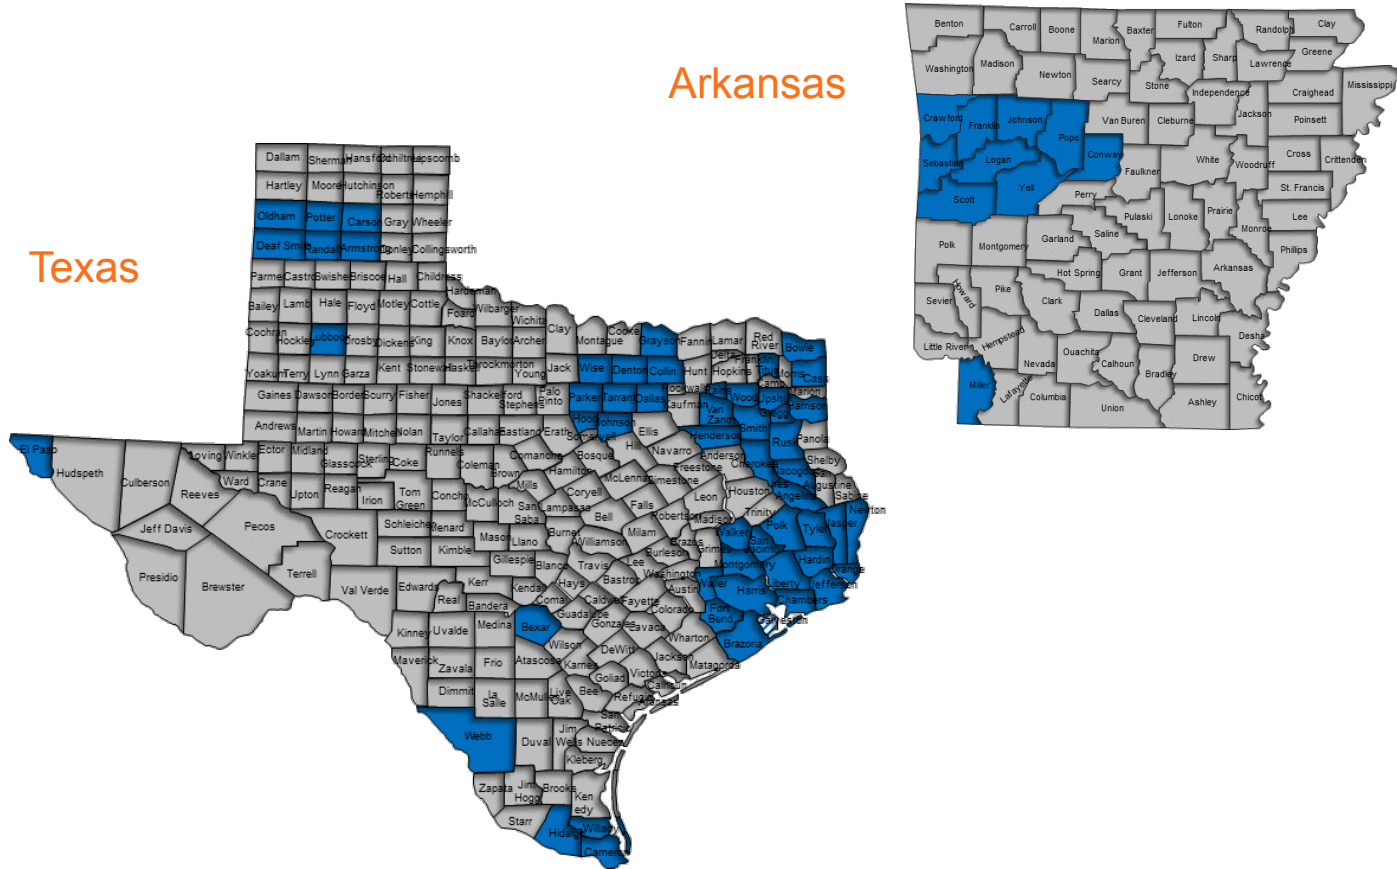 Arkansas
Benton
Carroll
Boone
Marion
Baxter
Fulton
Randolph
Clay
Washington
Madison
Newton
Searcy
Stone
Izard
Sharp
Lawrence
Greene
Independence
Craighead
Mississippi
Crawford
Franklin
Johnson
Pope
Van Buren
Cleburne
Jackson
Poinsett
Sebastian
Logan
Conway
Faulkner
White
Woodruff
Cross
Crittenden
Scott
Yell
Perry
St. Francis
Pulaski
Lonoke
Prairie
Monroe
Lee
Polk
Montgomery
Garland
Saline
Phillips
Hot Spring
Grant
Jefferson
Arkansas
Sevier
Howard
Pike
Clark
Dallas
Cleveland
Lincoln
Desha
Little River
Hempstead
Nevada
Ouachita
Calhoun
Bradley
Drew
Miller
Lafayette
Columbia
Union
Ashley
Chicot
Texas
Dallam
Sherman
Hansford
Ochiltree
Lipscomb
Hartley
Moore
Hutchinson
Roberts
Hemphill
Oldham
Potter
Carson
Gray
Wheeler
Deaf Smith
Randall
Armstrong
Donley
Collingsworth
Parmer
Castro
Swisher
Briscoe
Hall
Childress
Hardeman
Bailey
Lamb
Hale
Floyd
Motley
Cottle
Foard
Wilbarger
Wichita
Clay
Montague
Cooke
Grayson
Fannin
Lamar
Red
River
Bowie
Cochran
Hockley
Lubbock
Crosby
Dickens
King
Knox
Baylor
Archer
Jack
Wise
Denton
Collin
Hunt
Delta
Hopkins
Franklin
Titus
Morris
Cass
Yoakum
Terry
Lynn
Garza
Kent
Stonewall
Haskell
Throckmorton
Young
Camp
Marion
Gaines
Dawson
Borden
Scurry
Fisher
Jones
Shackelford
Stephens
Palo
Pinto
Parker
Tarrant
Dallas
Rockwall
Kaufman
Rains
Van
Zandt
Wood
Upshur
Gregg
Harrison
Andrews
Martin
Howard
Mitchell
Nolan
Taylor
Callahan
Eastland
Erath
Hood
Somervell
Johnson
Ellis
Henderson
Smith
Rusk
Panola
El Paso
Hudspeth
Culberson
Reeves
Loving
Winkler
Ector
Midland
Glasscock
Sterling
Coke
Runnels
Coleman
Brown
Comanche
Hamilton
Bosque
Hill
Navarro
Freestone
Anderson
Cherokee
Nacogdoches
Shelby
San
Augustine
Sabine
Ward
Crane
Upton
Reagan
Irion
Tom
Green
Concho
McCulloch
Mills
San
Saba
Lampasas
Coryell
McLennan
Limestone
Leon
Houston
Angelina
Trinity
Newton
Jeff Davis
Pecos
Crockett
Schleicher
Menard
Mason
Llano
Burnet
Bell
Falls
Robertson
Madison
Walker
San
Jacinto
Polk
Tyler
Jasper
Presidio
Brewster
Terrell
Val Verde
Sutton
Kimble
Gillespie
Blanco
Williamson
Milam
Burleson
Brazos
Grimes
Montgomery
Hardin
Orange
Edwards
Real
Kerr
Bandera
Kendall
Comal
Hays
Travis
Bastrop
Lee
Washington
Austin
Waller
Harris
Liberty
Jefferson
Chambers
Kinney
Uvalde
Medina
Bexar
Guadalupe
Caldwell
Fayette
Colorado
Fort
Bend
Galveston
Brazoria
Maverick
Zavala
Frio
Atascosa
Wilson
Karnes
Gonzales
Lavaca
DeWitt
Wharton
Jackson
Matagorda
Dimmit
La
Salle
McMullen
Live
Oak
Bee
Goliad
Victoria
Calhoun
Refugio
Aransas
Webb
Duval
Jim
Wells
San
Patricio
Nueces
Kleberg
Zapata
Jim
Hogg
Brooks
Ken
edy
Starr
Hidalgo
Willacy
Cameron